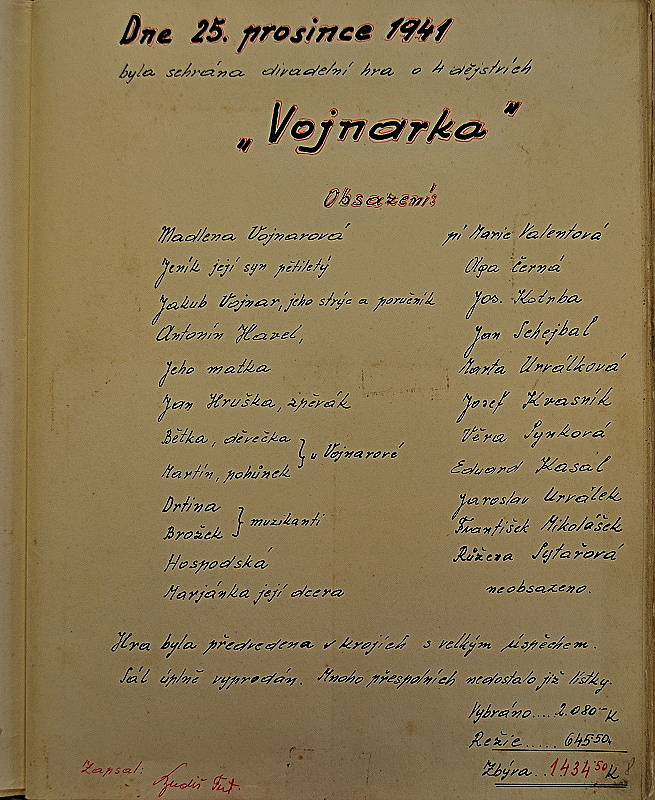 Dne 25. prosince 1941
byla sehrána divadelní hra o 4 dějstvích
„Vojnarka”
Obsazení:
Madlena Vojnarová pí Marie Valentová
Jeník její syn pětiletý Olga Černá
Jakub Vojnar, jeho strýc a poručník Jos. Kotrba
Antonín Havel, Jan Schejbal
Jeho matka Marta Urválková
Jan Hruška, zpěvák Josef Kvasnik
Bětka, děvečka Věra Synková
} u Vojnarové
Martin, pohůnek Eduard Kasal
Drtina Jaroslav Urválek
} muzikanti
Brožek František Mikolášek
Hospodská Růžena Sytařová
Marjánka její dcera neobsazeno.
Hra byla předvedena v krojích s velkým úspěchem.
Sál úplně vyprodán. Mnoho přespolních nedostalo již lístky.
Vybráno.....2.080- K
Režie..... 645.50.
Zbýva..1434.50 K
Zapsal: